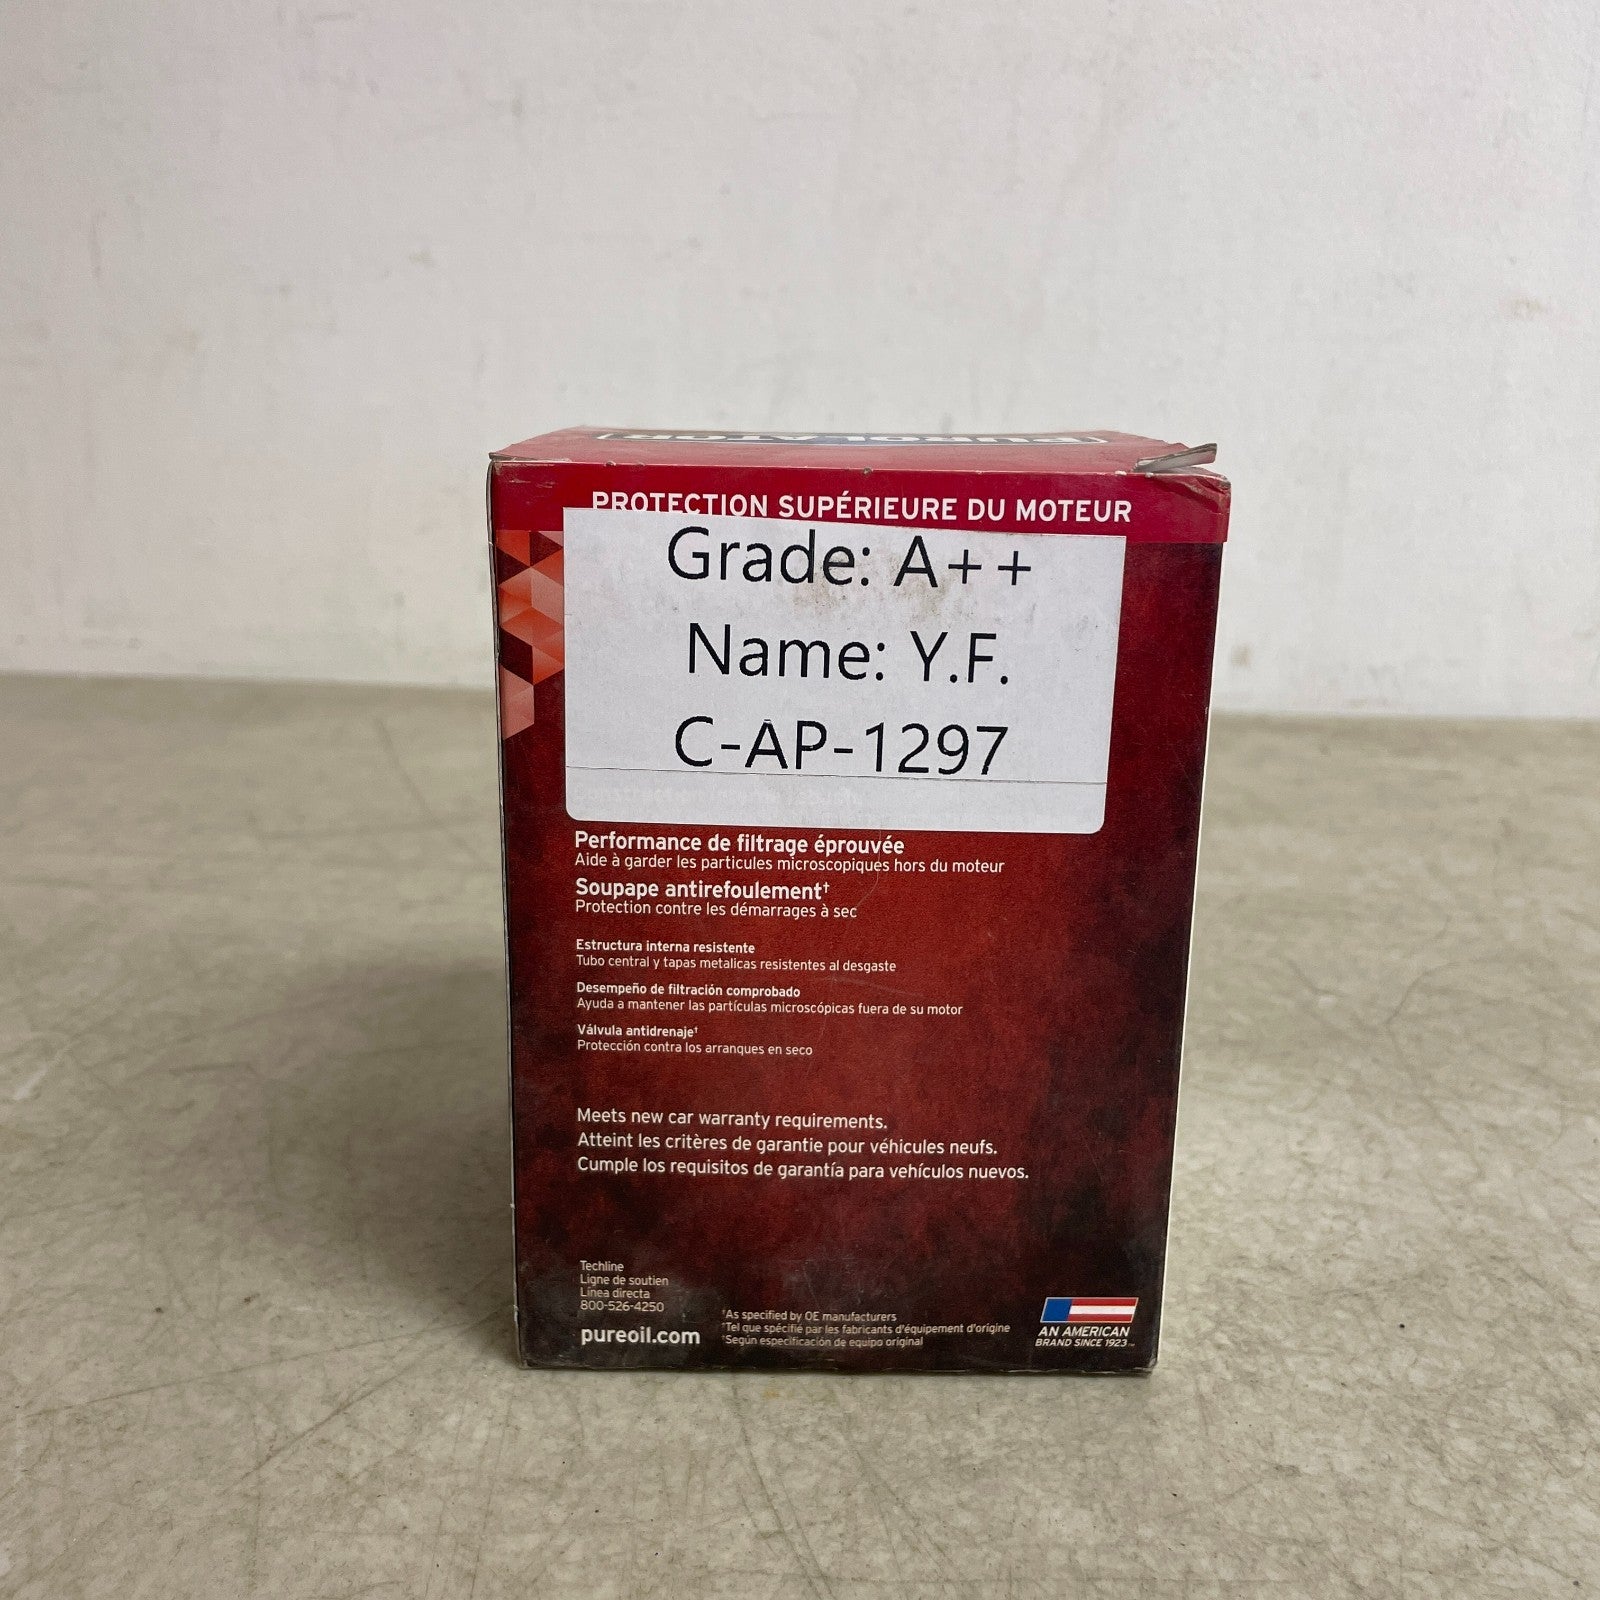 PUROLATOR
PROTECTION SUPÉRIEURE DU MOTEUR
Grade: A++
Name: Y.F.
C-AP-1297
Performance de filtrage éprouvée
Aide à garder les particules microscopiques hors du moteur
Soupape antirefoulement†
Protection contre les démarrages à sec
Estructura interna resistente
Tubo central y tapas metalicas resistentes al desgaste
Desempeño de filtración comprobado
Ayuda a mantener las partículas microscópicas fuera de su motor
Válvula antidrenaje†
Protección contra los arranques en seco
Meets new car warranty requirements.
Atteint les critères de garantie pour véhicules neufs.
Cumple los requisitos de garantía para vehículos nuevos.
Techline
Ligne de soutien
Línea directa
800-526-4250
pureoil.com
†As specified by OE manufacturers
†Tel que spécifié par les fabricants d'équipement d'origine
†Según especificación de equipo original
AN AMERICAN
BRAND SINCE 1923™